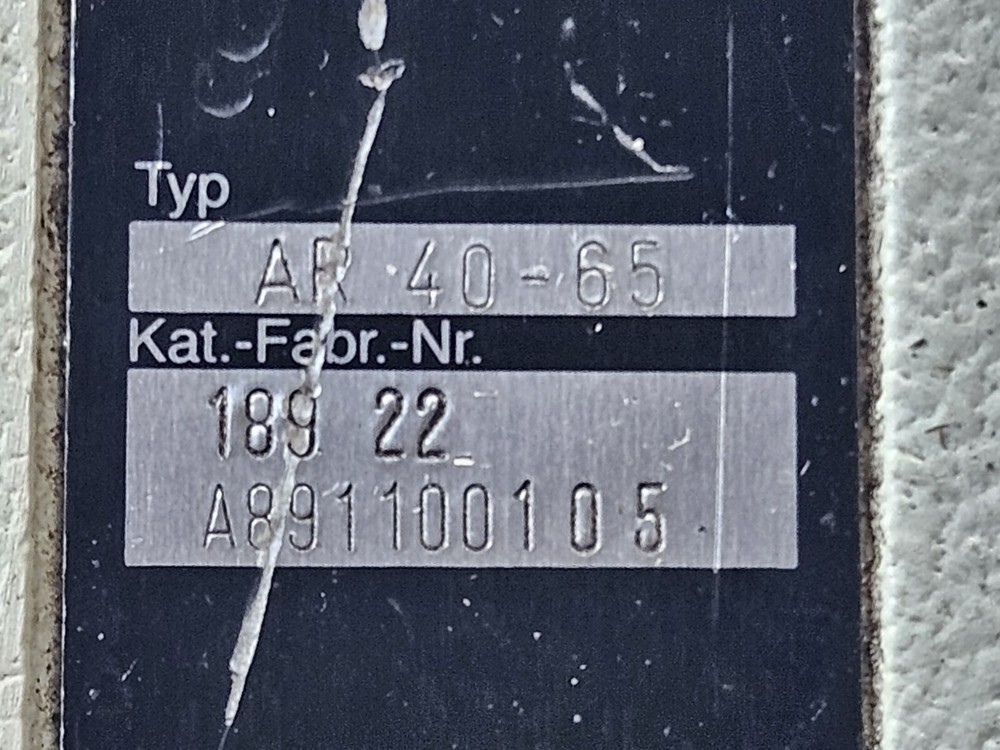 Typ
AR 40-65
Kat.-Fabr.-Nr.
189 22
A891100105